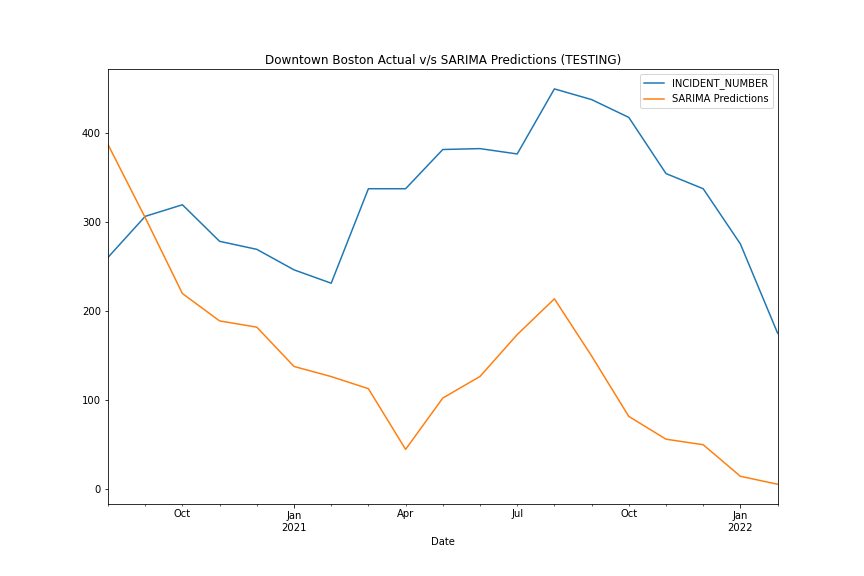 Downtown Boston Actual v/s SARIMA Predictions (TESTING)
INCIDENT_NUMBER
SARIMA Predictions
400
300
200
100
0
Oct
Jan
2021
Apr
Jul
Oct
Jan
2022
Date